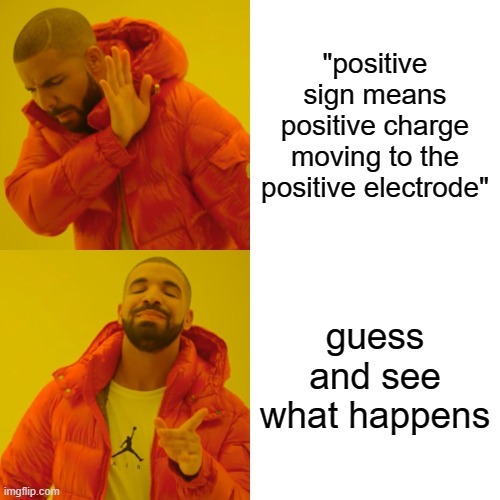 "positive
sign means
positive charge
moving to the
positive electrode"
guess
and see
what happens
imgflip.com